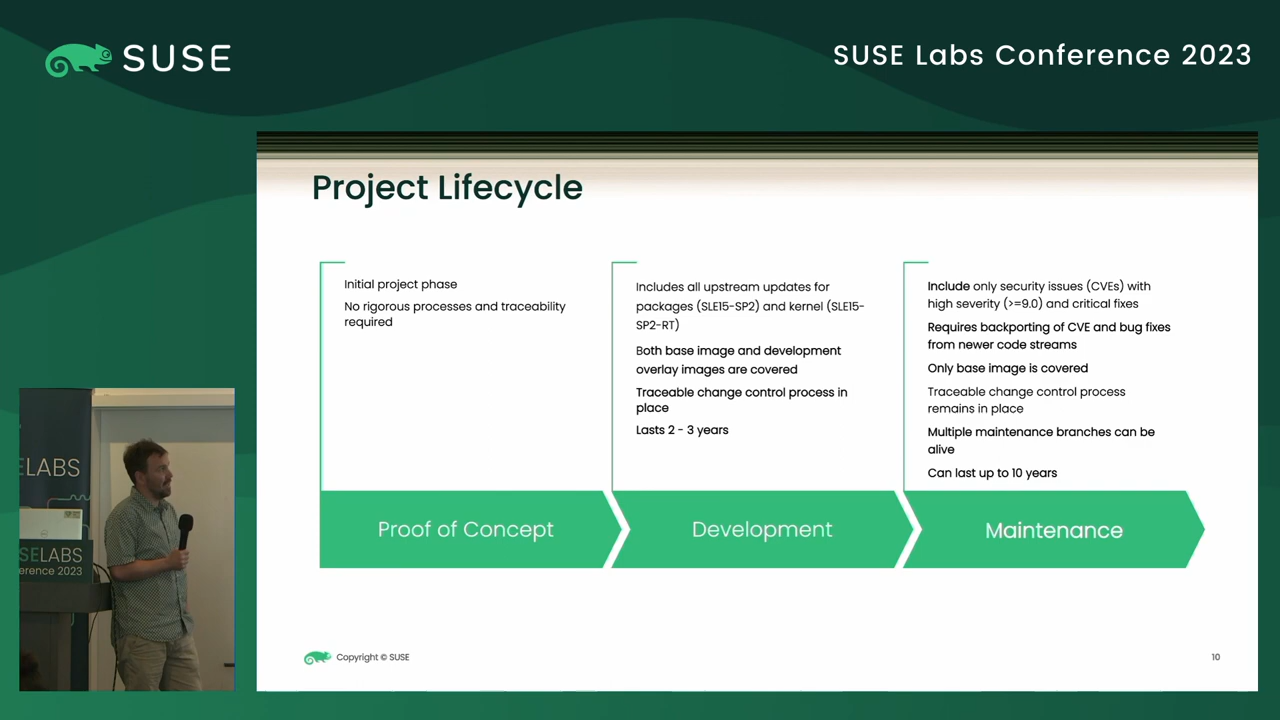 SUSE
SUSE Labs Conference 2023
Project Lifecycle
Initial project phase
No rigorous processes and traceability
required
Includes all upstream updates for
packages (SLE15-SP2) and kernel (SLE15-
SP2-RT)
Both base image and development
overlay images are covered
Traceable change control process in
place
Lasts 2 - 3 years
Include only security issues (CVEs) with
high severity (>=9.0) and critical fixes
Requires backporting of CVE and bug fixes
from newer code streams
Only base image is covered
Traceable change control process
remains in place
Multiple maintenance branches can be
alive
Can last up to 10 years
Proof of Concept
Development
Maintenance
Copyright © SUSE
10
ELABS
SELABS
erence 2023